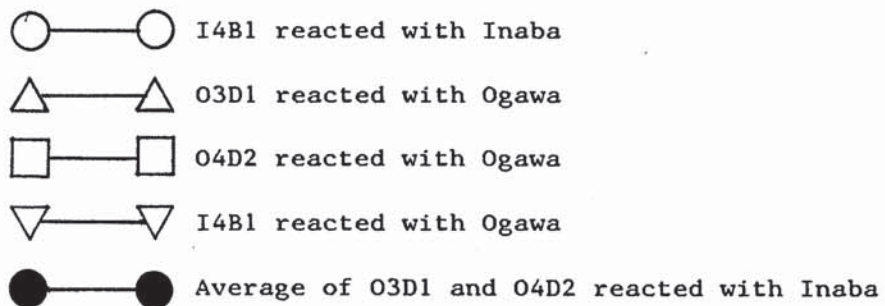 I4B1 reacted with Inaba
O3D1 reacted with Ogawa
O4D2 reacted with Ogawa
I4B1 reacted with Ogawa
Average of O3D1 and O4D2 reacted with Inaba